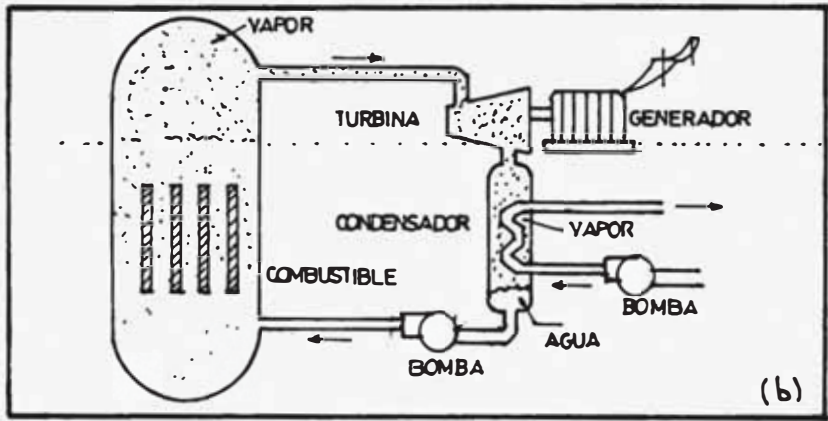 VAPOR
TURBINA
GENERADOR
CONDENSADOR
VAPOR
COMBUSTIBLE
BOMBA
AGUA
BOMBA
(b)